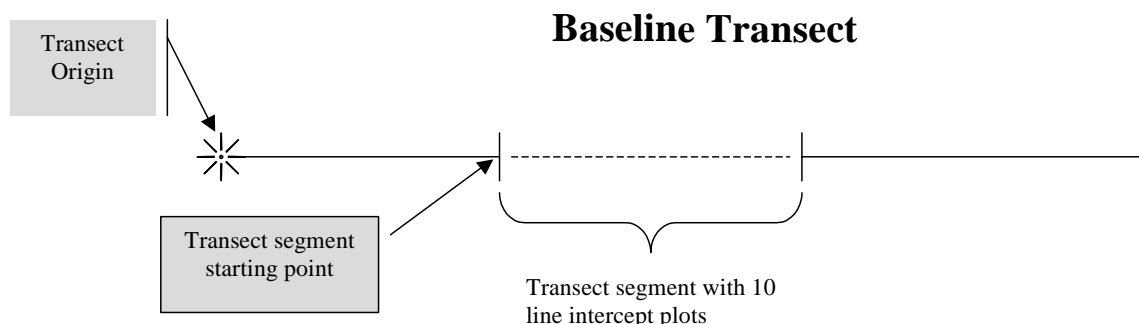 Baseline Transect
Transect
Origin
Transect segment
starting point
Transect segment with 10
line intercept plots